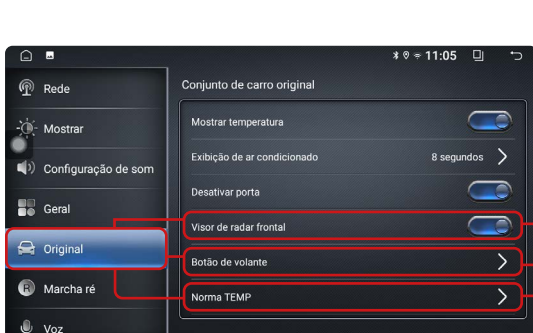 11:05
Rede
Mostrar
Configuração de som
Geral
Original
R Marcha ré
Voz
Conjunto de carro original
Mostrar temperatura
Exibição de ar condicionado 8 segundos
Desativar porta
Visor de radar frontal
Botão de volante
Norma TEMP